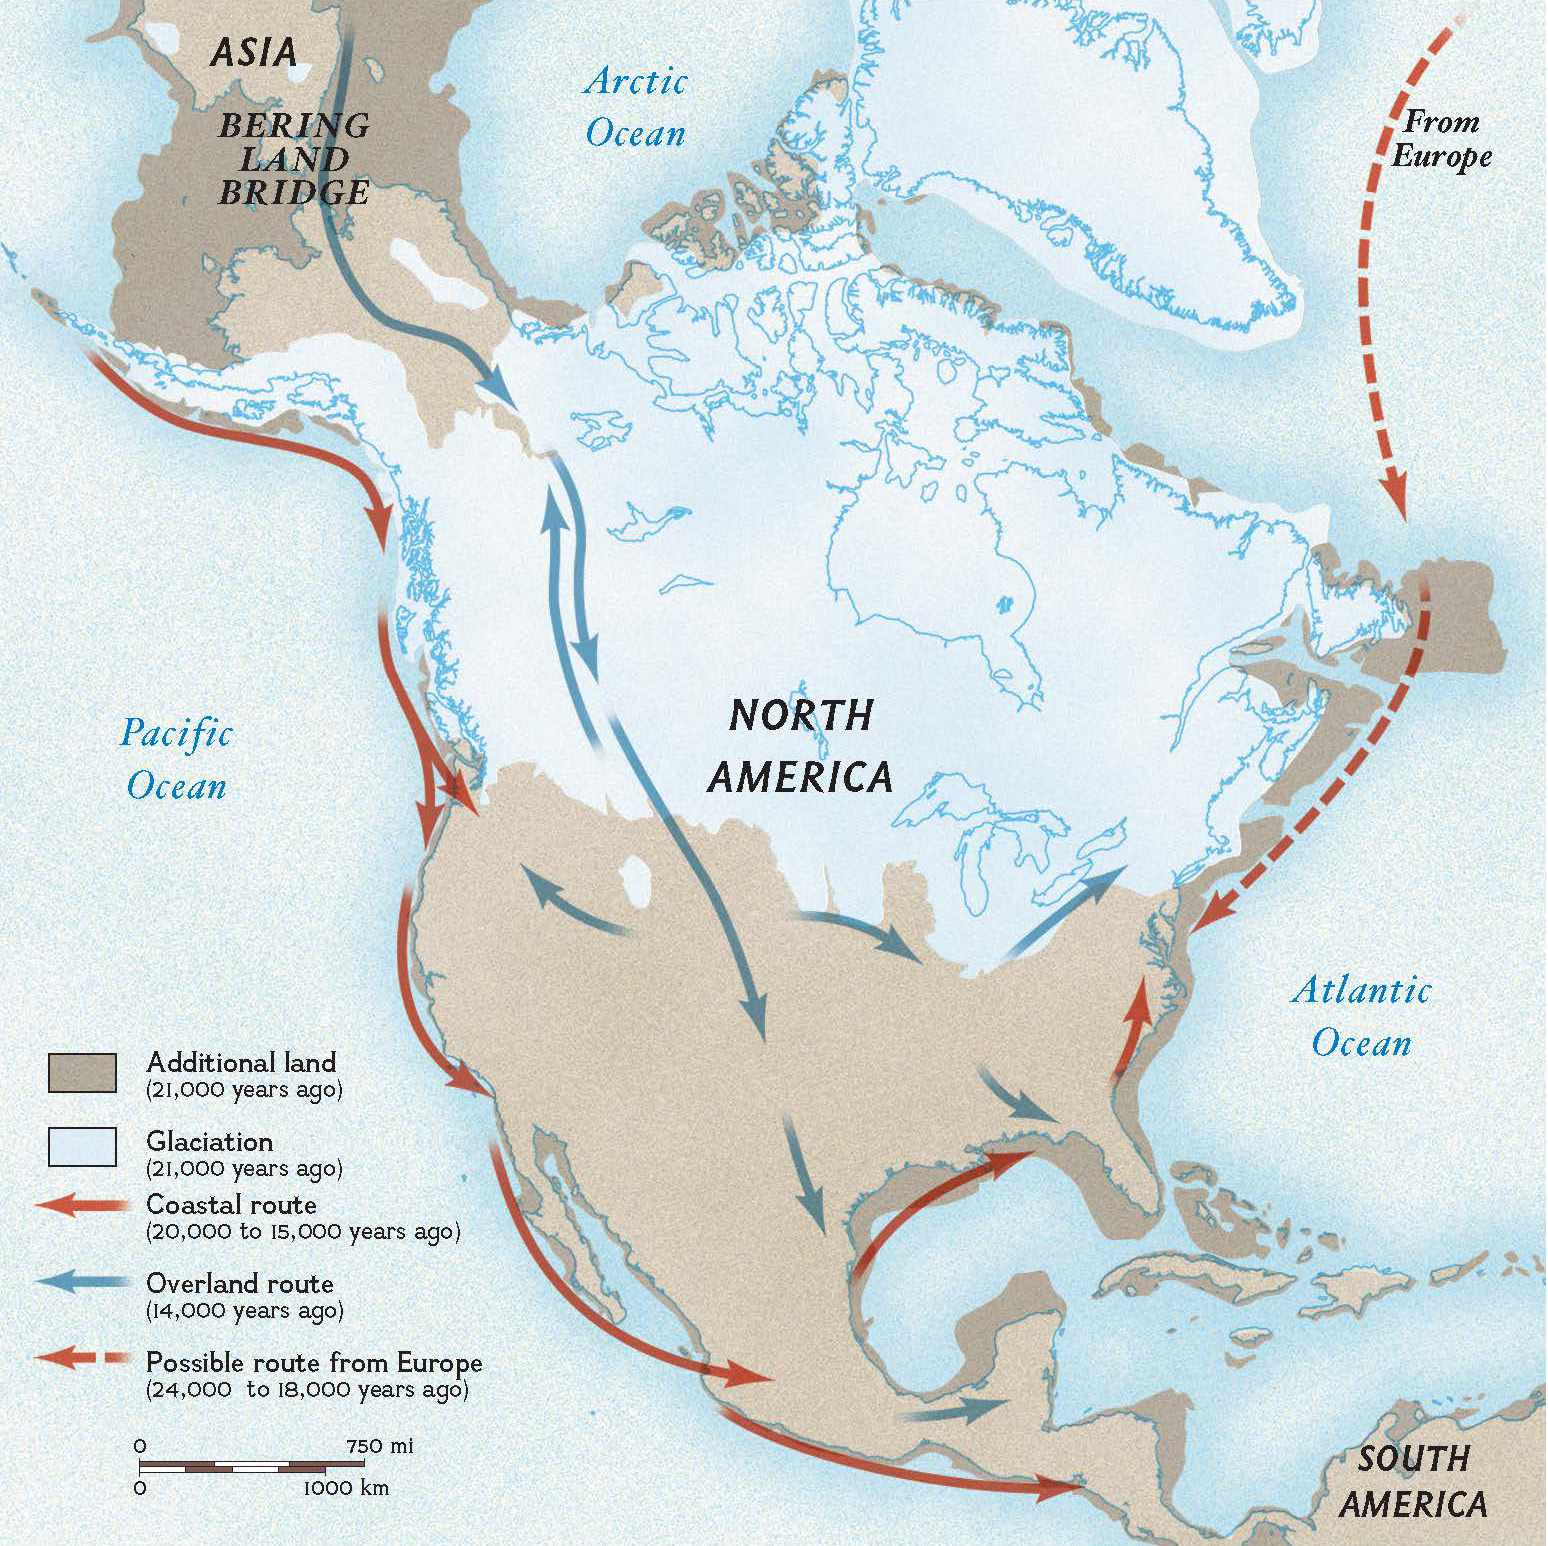 ASIA
BERING
LAND
BRIDGE
Arctic
Ocean
From
Europe
Pacific
Ocean
NORTH
AMERICA
Atlantic
Ocean
Additional land
(21,000 years ago)
Glaciation
(21,000 years ago)
Coastal route
(20,000 to 15,000 years ago)
Overland route
(14,000 years ago)
Possible route from Europe
(24,000 to 18,000 years ago)
0 750 mi
0 1000 km
SOUTH
AMERICA